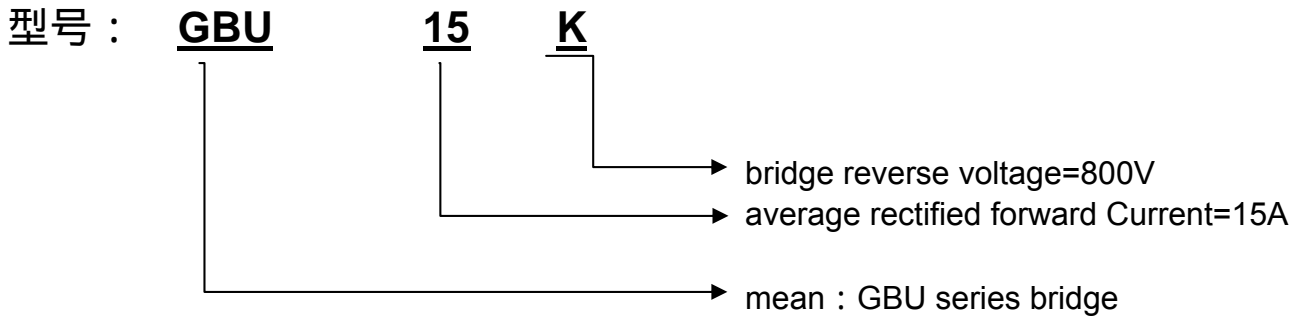 型号： GBU 15 K
bridge reverse voltage=800V
average rectified forward Current=15A
mean：GBU series bridge